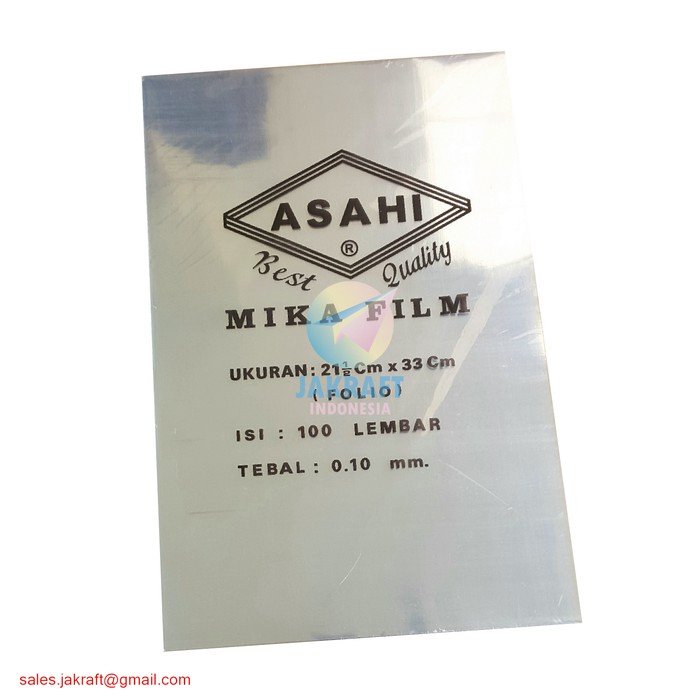 ASAHI
®
Best Quality
MIKA FILM
UKURAN: 21½ Cm x 33 Cm
JAKRAFT
(FOLIO)
INDONESIA
ISI : 100 LEMBAR
TEBAL : 0.10 mm.
sales.jakraft@gmail.com